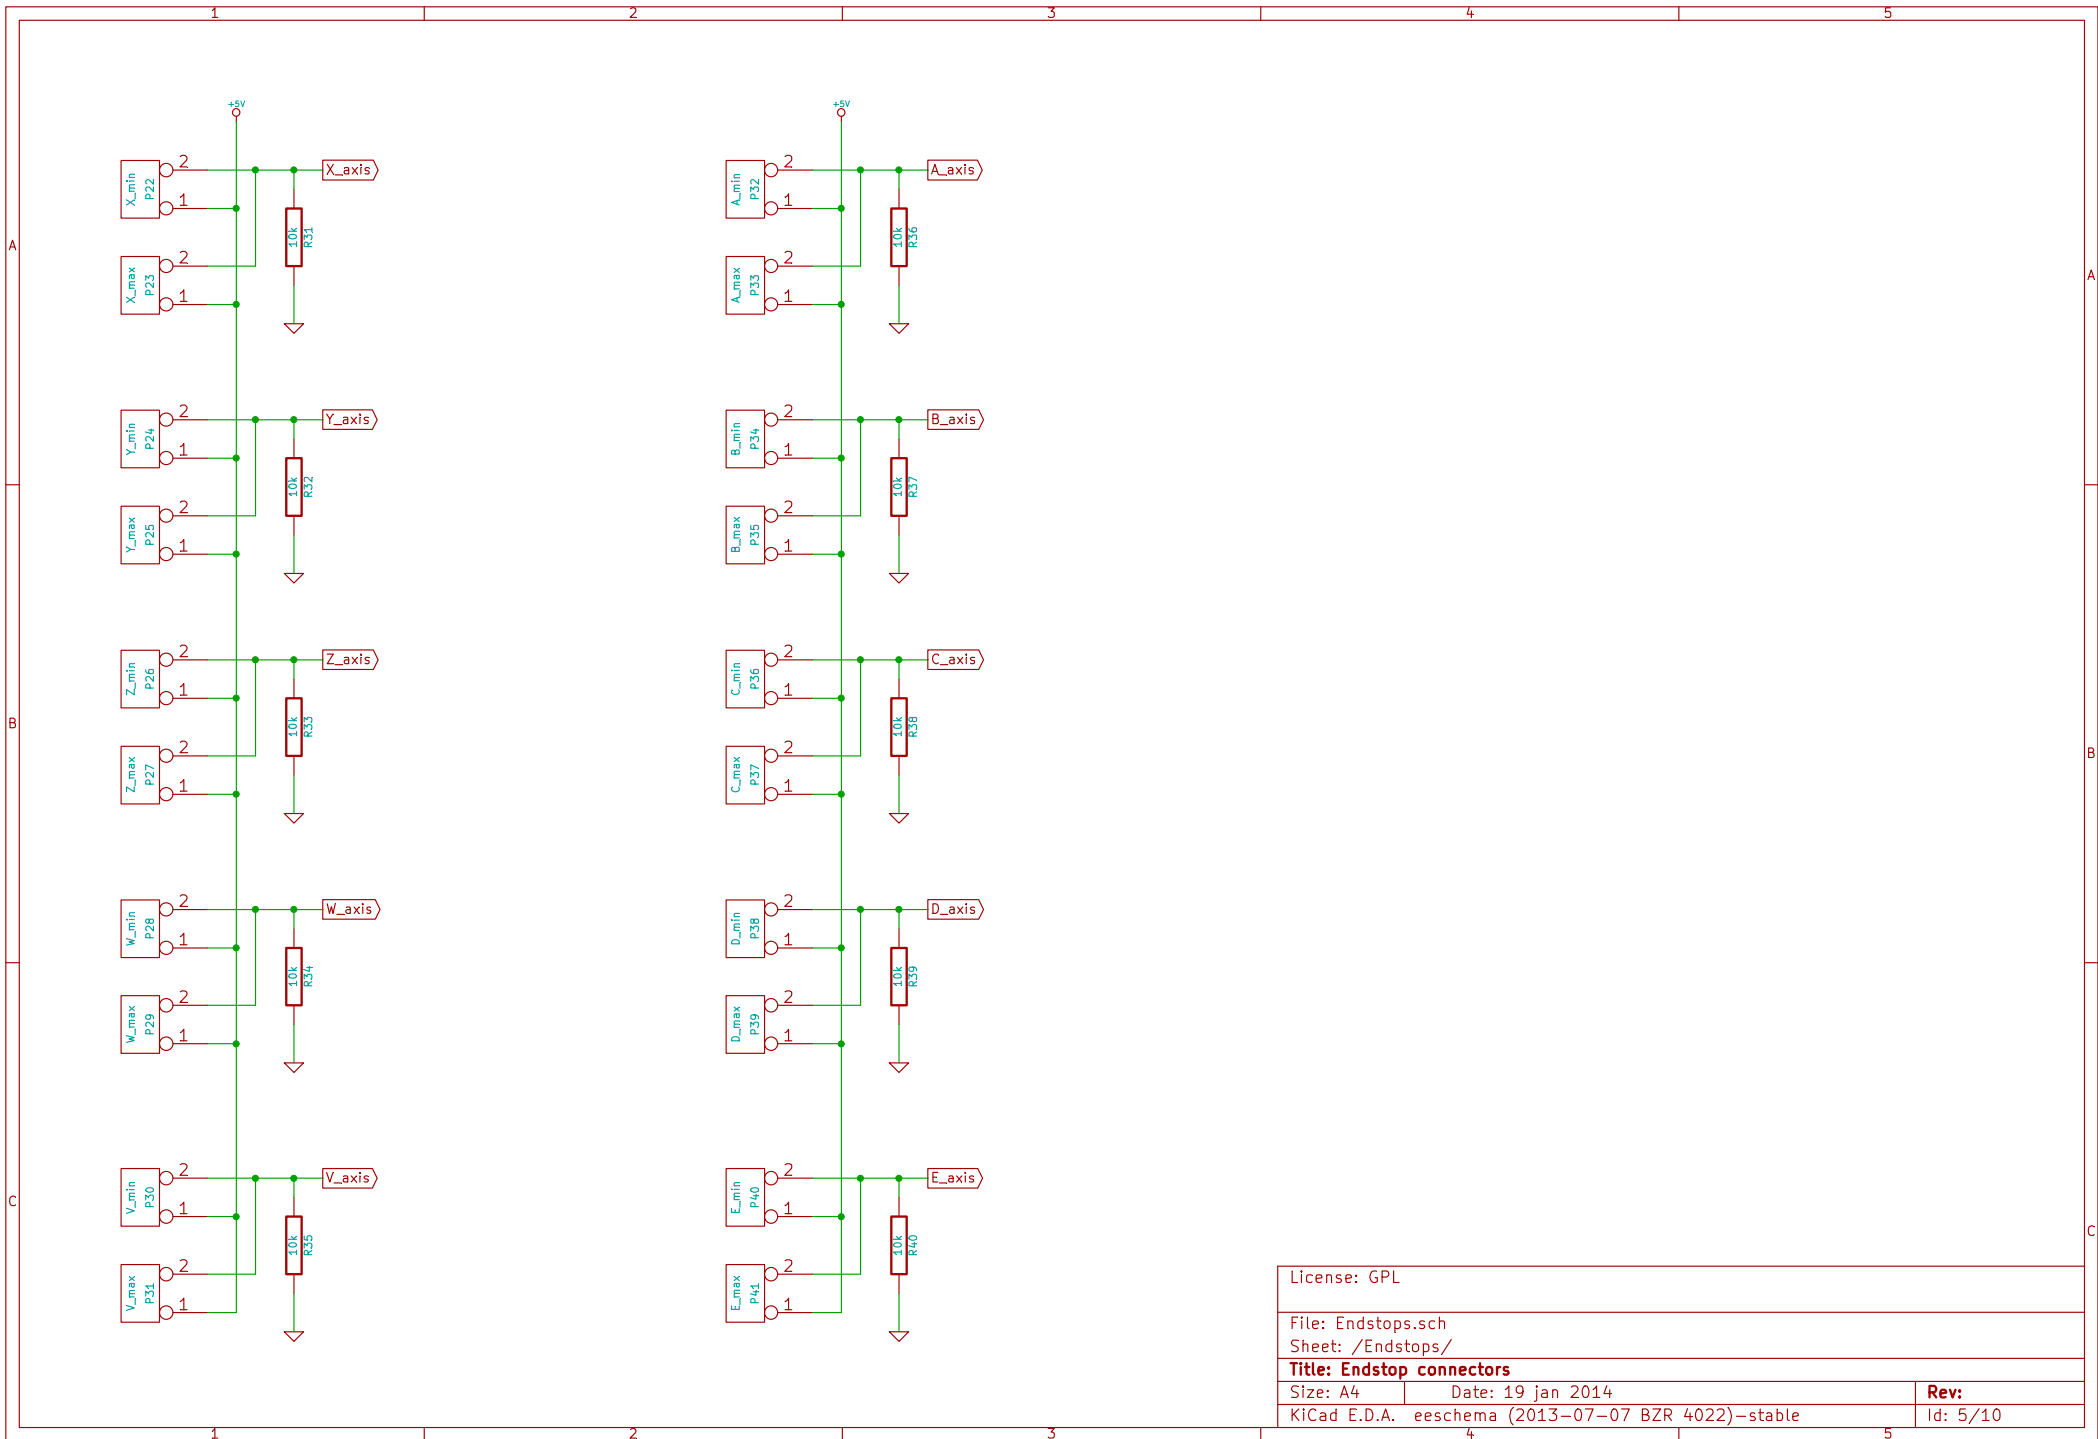 1 2 3 4 5
+5V +5V
2 X_axis 2 A_axis
X_min P22 R31 10k A_min P32 R36 10k
1 1
A A
2 2
X_max P23 A_max P33
1 1
2 Y_axis 2 B_axis
Y_min P24 R32 10k B_min P34 R37 10k
1 1
2 2
Y_max P25 B_max P35
1 1
2 Z_axis 2 C_axis
Z_min P26 R33 10k C_min P36 R38 10k
1 1
B B
2 2
Z_max P27 C_max P37
1 1
2 W_axis 2 D_axis
W_min P28 R34 10k D_min P38 R39 10k
1 1
2 2
W_max P29 D_max P39
1 1
2 V_axis 2 E_axis
V_min P30 R35 10k E_min P40 R40 10k
1 1
C C
2 2
V_max P31 E_max P41
1 1
License: GPL
File: Endstops.sch
Sheet: /Endstops/
Title: Endstop connectors
Size: A4 Date: 19 jan 2014 Rev:
KiCad E.D.A. eeschema (2013-07-07 BZR 4022)-stable Id: 5/10
1 2 3 4 5